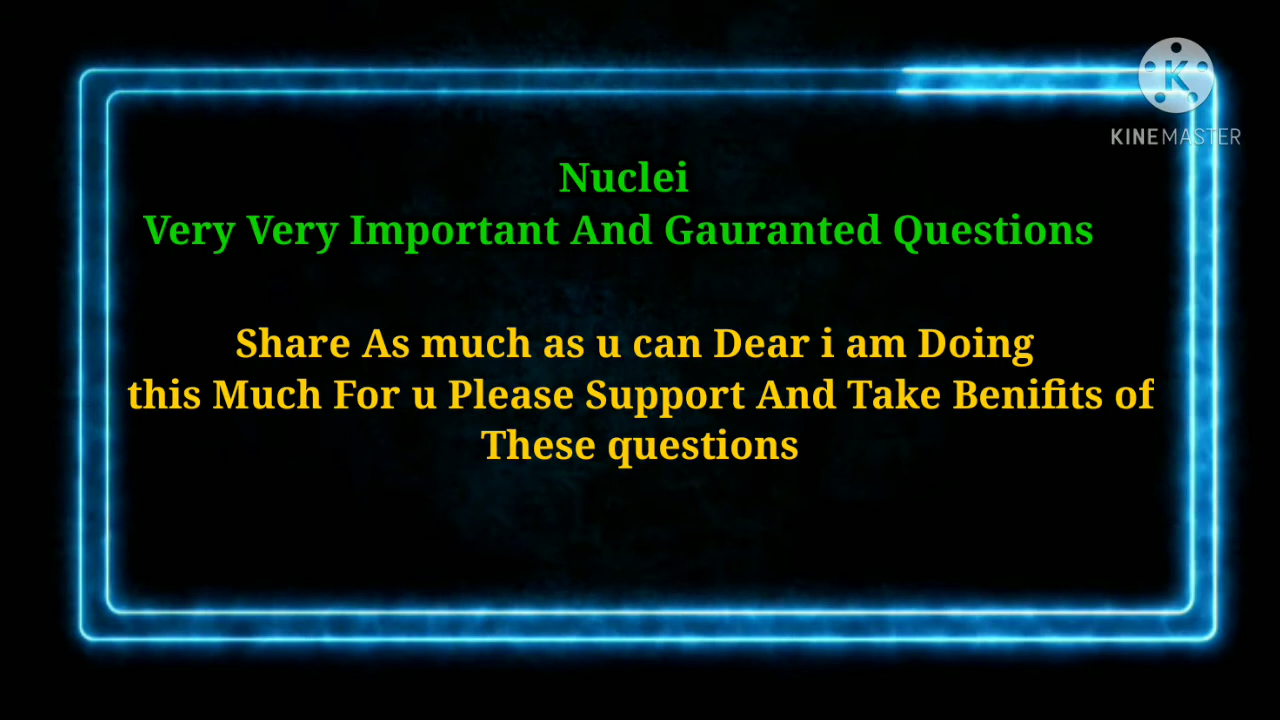 KINEMASTER
Nuclei
Very Very Important And Gauranted Questions
Share As much as u can Dear i am Doing
this Much For u Please Support And Take Benifits of
These questions